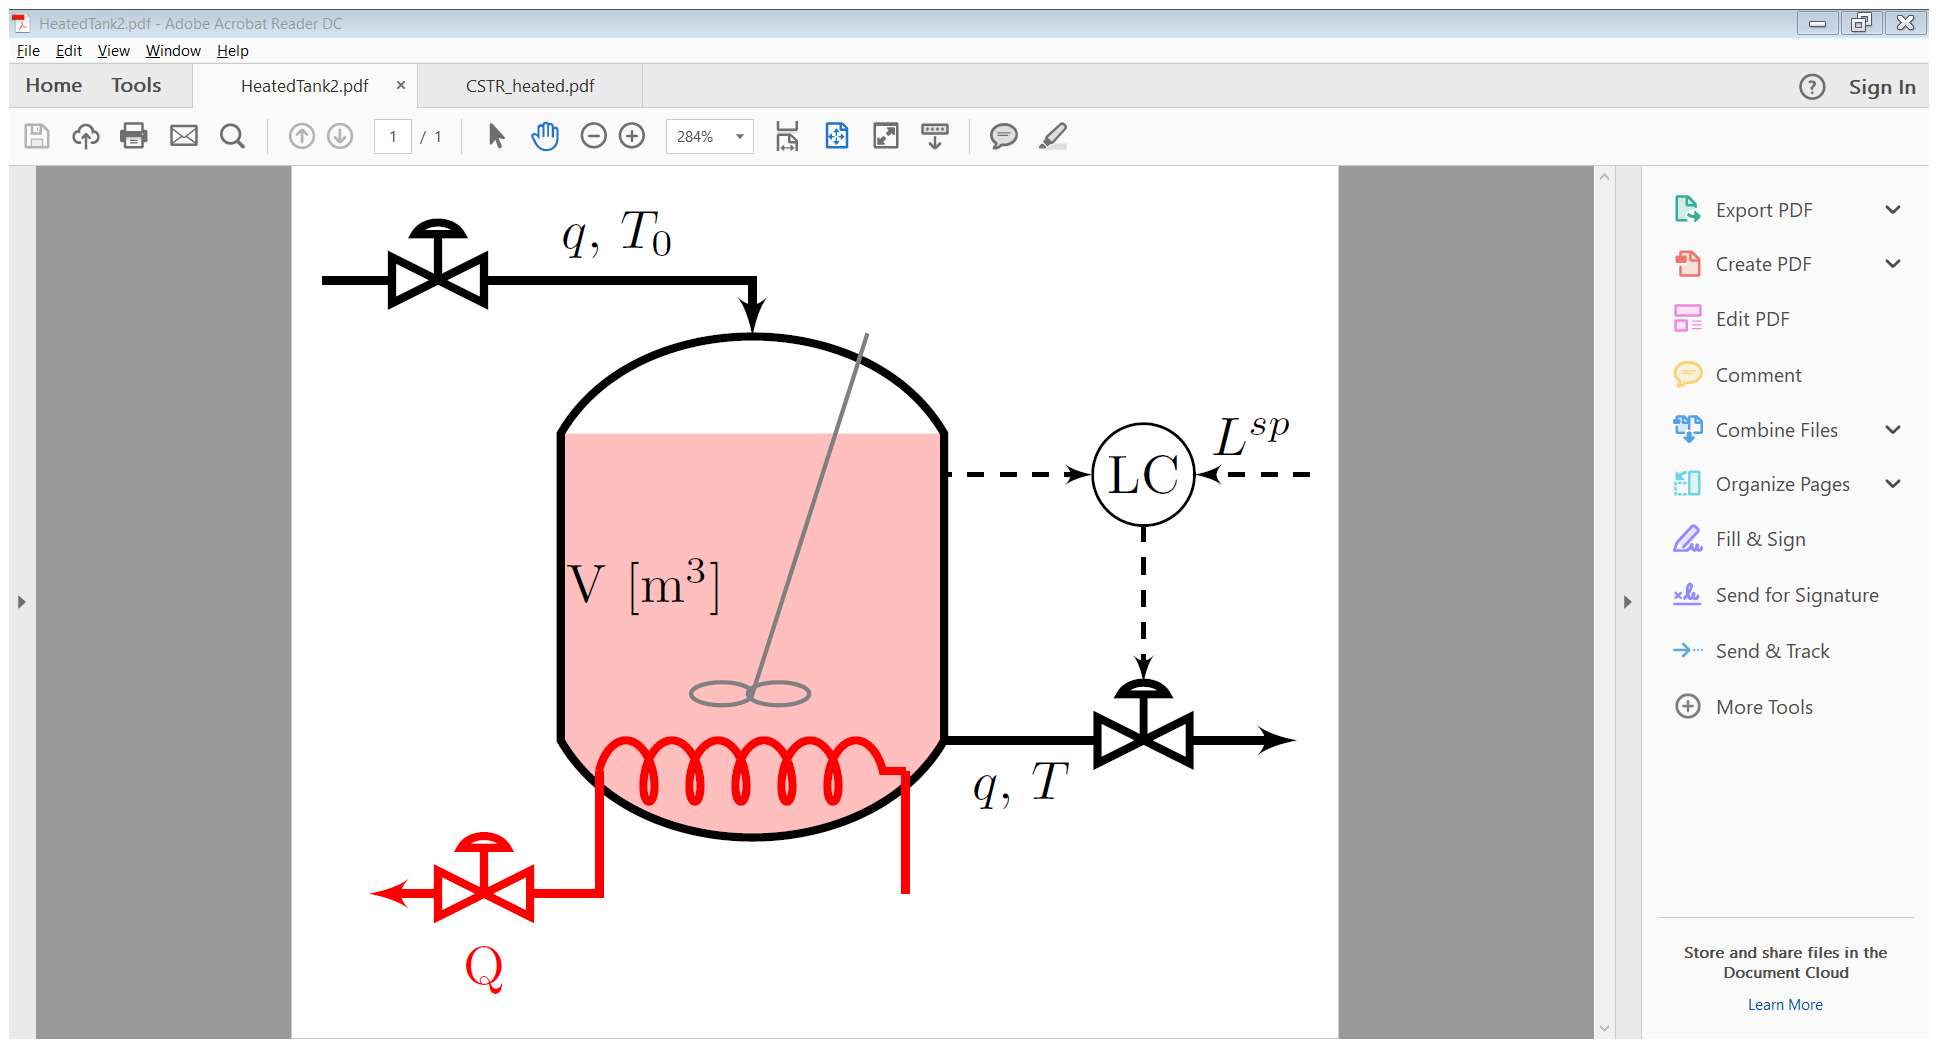 HeatedTank2.pdf - Adobe Acrobat Reader DC
File Edit View Window Help
Home Tools HeatedTank2.pdf × CSTR_heated.pdf ? Sign In
1 / 1 284%
q, T₀
Lˢᵖ
LC
V [m³]
q, T
Q
Export PDF
Create PDF
Edit PDF
Comment
Combine Files
Organize Pages
Fill & Sign
Send for Signature
Send & Track
More Tools
Store and share files in the
Document Cloud
Learn More